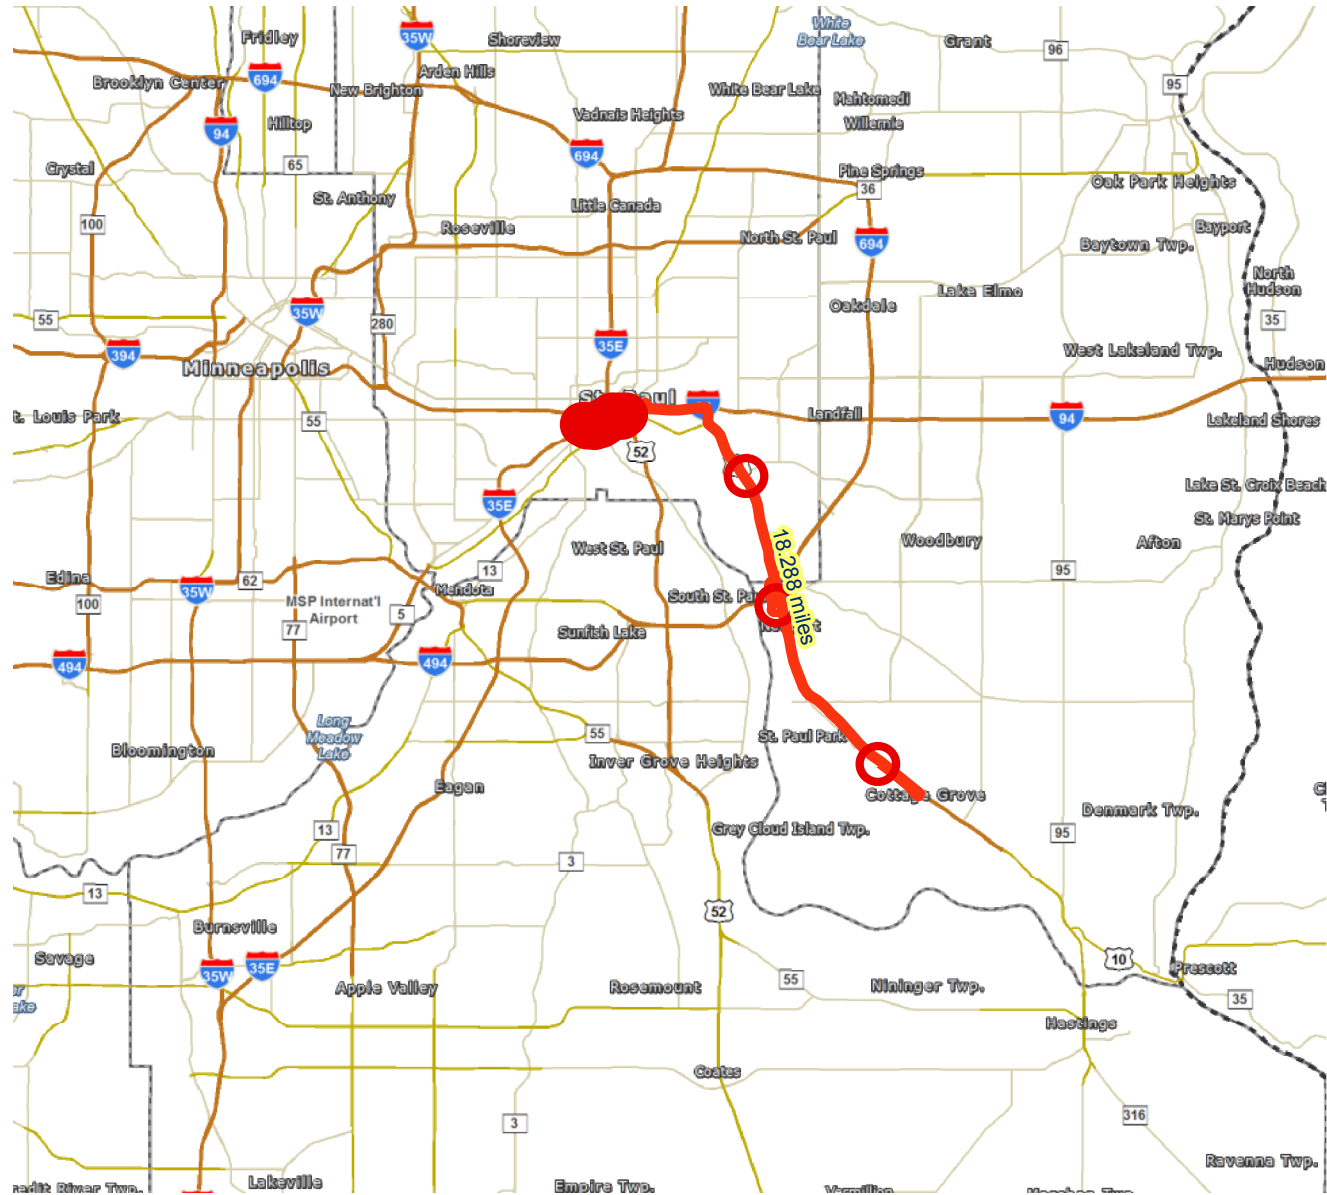 White
Bear Lake
Fridley
35W
Shoreview
Grant
96
Arden Hills
694
Brooklyn Center
New Brighton
White Bear Lake
95
Mahtomedi
Vadnais Heights
Willernie
94
Hilltop
694
65
Crystal
Pine Springs
36
Oak Park Heights
St. Anthony
Little Canada
100
Roseville
North St. Paul
694
Baytown Twp.
Bayport
North
Hudson
Lake Elmo
Oakdale
35W
55
280
35
35E
394
West Lakeland Twp.
Hudson
Minneapolis
t. Louis Park
55
Landfall
94
Lakeland Shores
52
35E
Lake St. Croix Beach
St. Marys Point
18.288 miles
West St. Paul
Woodbury
Afton
13
95
Edina
62
35W
Mendota
South St.
100
MSP Internat'l
Airport
5
77
Sunfish Lake
494
494
Long
Meadow
Lake
55
St. Paul Park
Bloomington
Inver Grove Heights
Eagan
Cottage Grove
Denmark Twp.
13
Grey Cloud Island Twp.
95
77
3
13
52
Burnsville
Savage
35W
35E
10
Prescott
Apple Valley
Rosemount
55
Nininger Twp.
35
Hastings
Coates
3
316
Ravenna Twp.
Lakeville
Empire Twp.
edit River Twp.
Vermillion